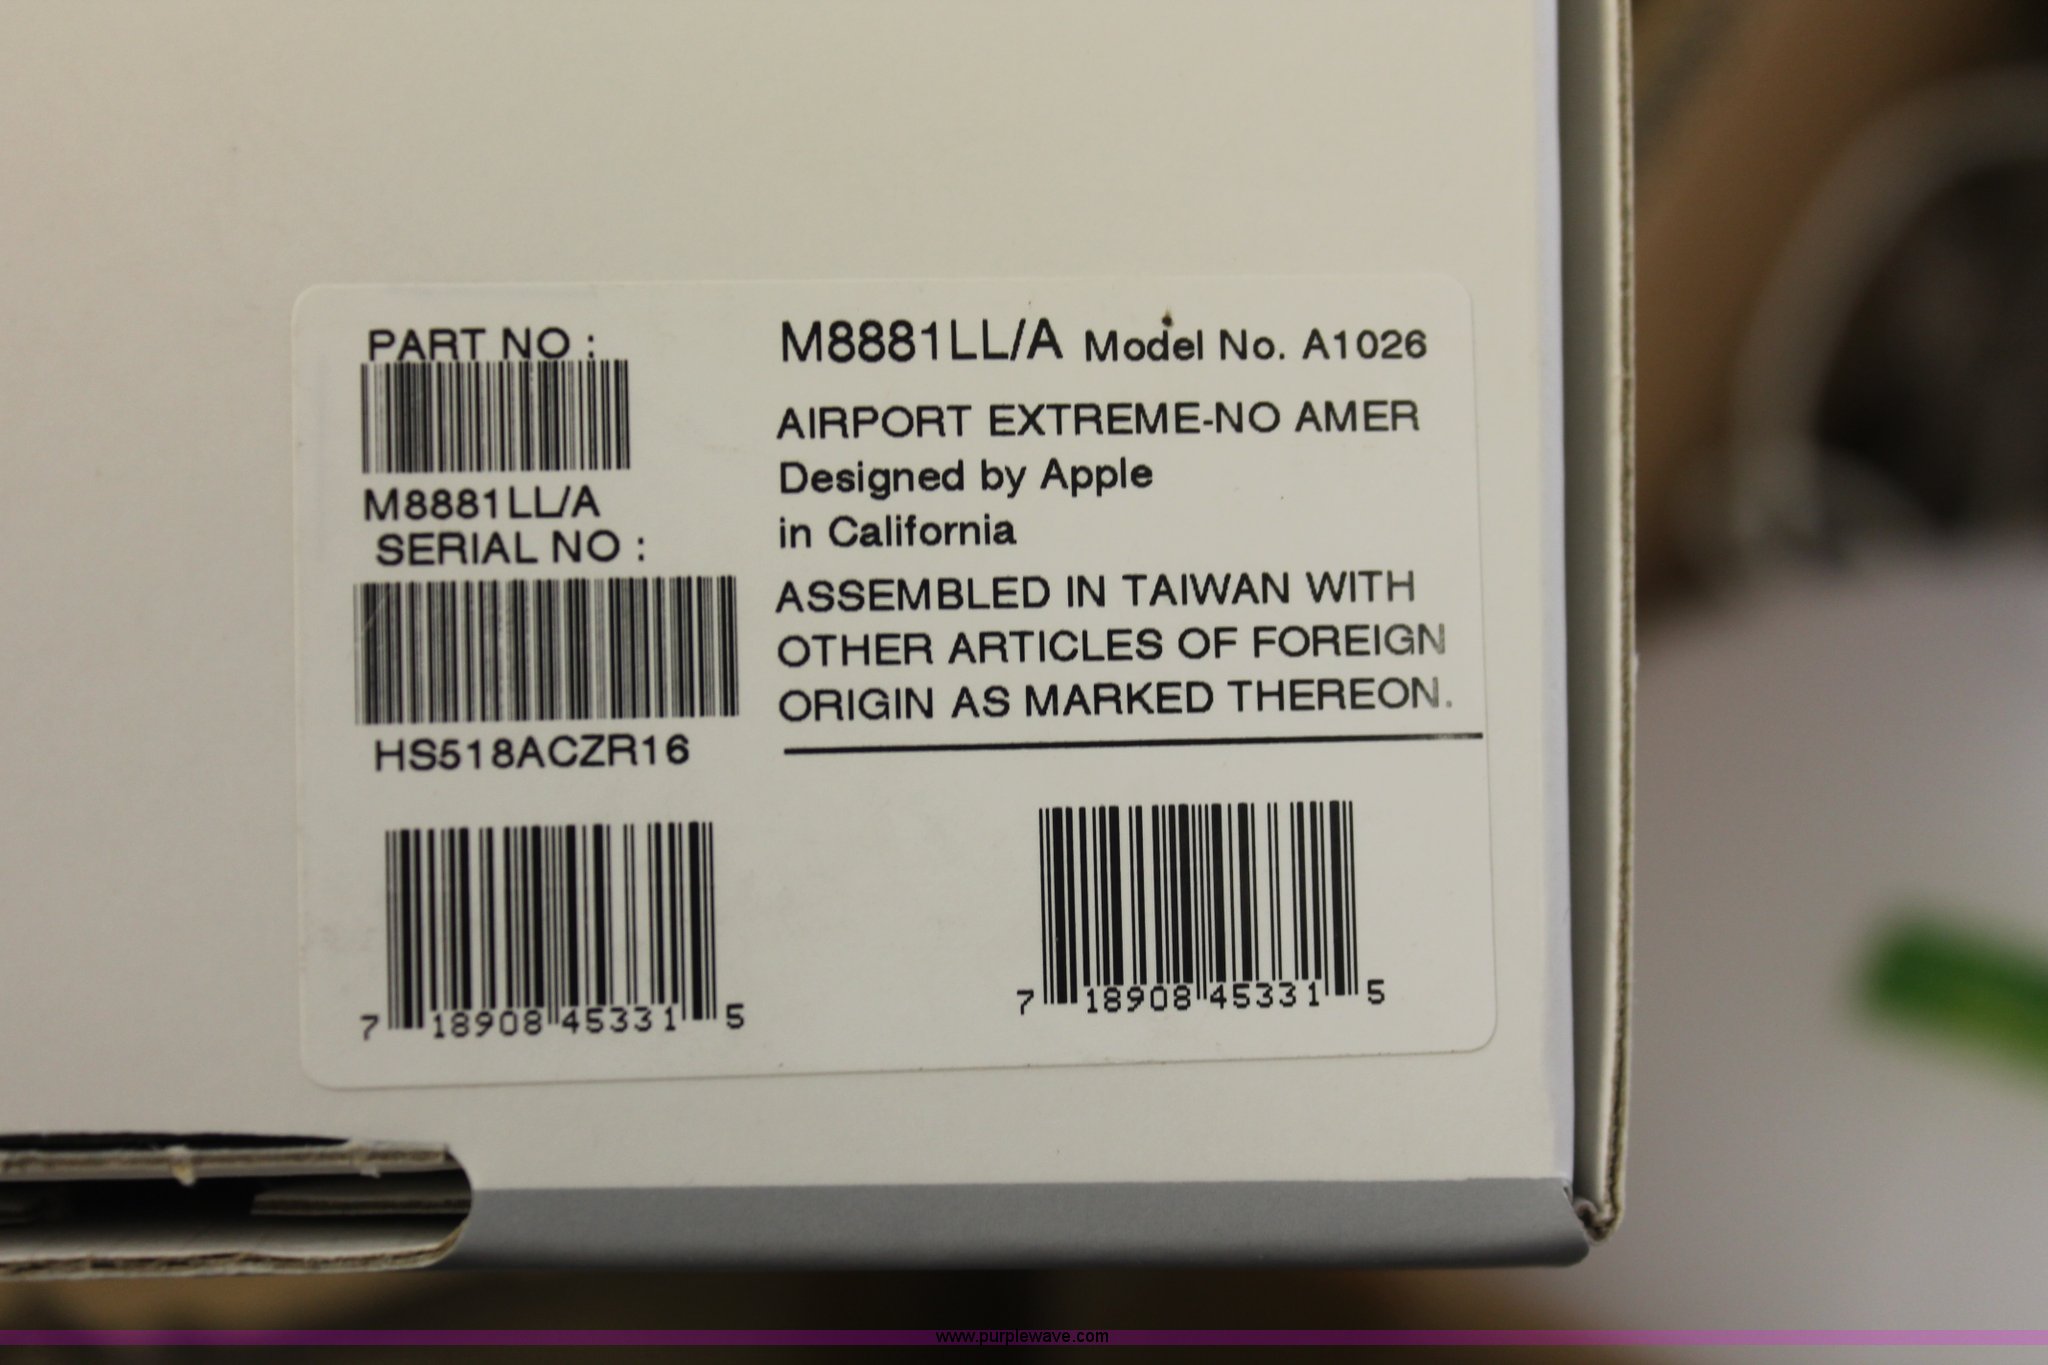 PART NO :
M8881LL/A
SERIAL NO :
HS518ACZR16
7 18908 45331 5
M8881LL/A Model No. A1026
AIRPORT EXTREME-NO AMER
Designed by Apple
in California
ASSEMBLED IN TAIWAN WITH
OTHER ARTICLES OF FOREIGN
ORIGIN AS MARKED THEREON.
7 18908 45331 5
www.purplewave.com